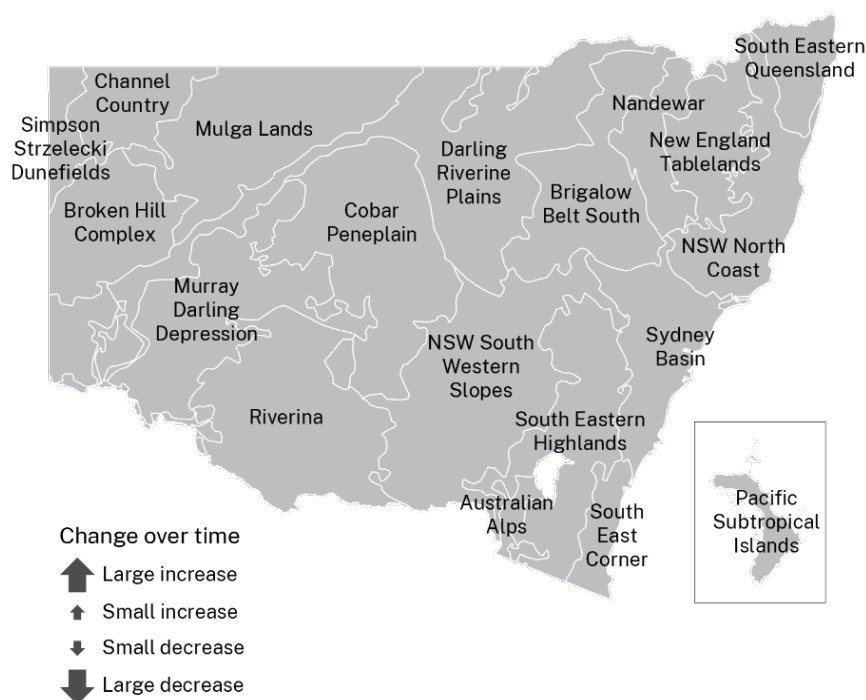 South Eastern
Queensland
Channel
Country
Nandewar
Simpson
Strzelecki
Dunefields
Mulga Lands
New England
Tablelands
Darling
Riverine
Plains
Brigalow
Belt South
Broken Hill
Complex
Cobar
Peneplain
NSW North
Coast
Murray
Darling
Depression
NSW South
Western
Slopes
Sydney
Basin
Riverina
South Eastern
Highlands
Australian
Alps
South
East
Corner
Pacific
Subtropical
Islands
Change over time
Large increase
Small increase
Small decrease
Large decrease